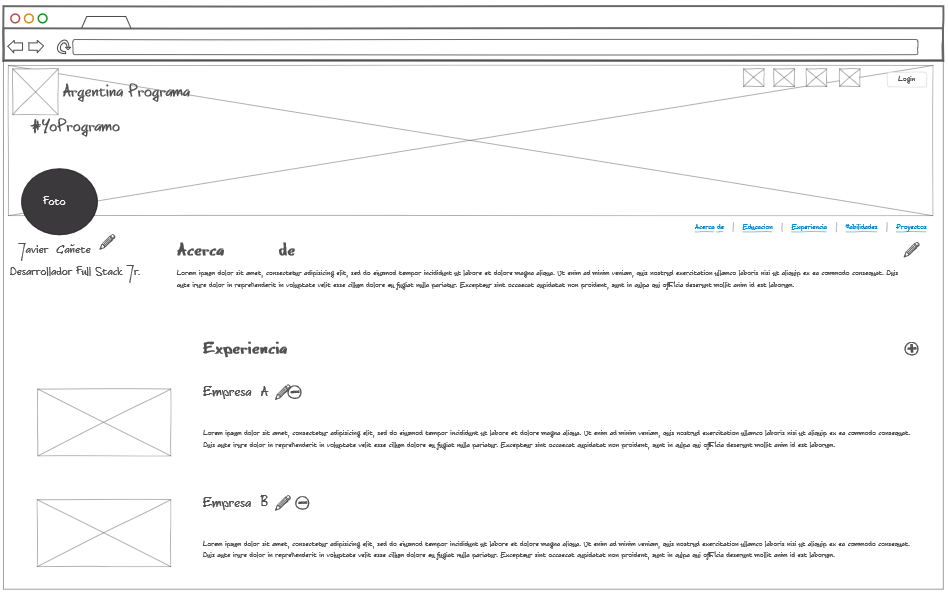 Argentina Programa
Login
#YoProgramo
Foto
Acerca de | Educacion | Experiencia | Habilidades | Proyectos
Javier Cañete
Acerca de
Desarrollador Full Stack Jr.
Lorem ipsum dolor sit amet, consectetur adipisicing elit, sed do eiusmod tempor incididunt ut labore et dolore magna aliqua. Ut enim ad minim veniam, quis nostrud exercitation ullamco laboris nisi ut aliquip ex ea commodo consequat. Duis
aute irure dolor in reprehenderit in voluptate velit esse cillum dolore eu fugiat nulla pariatur. Excepteur sint occaecat cupidatat non proident, sunt in culpa qui officia deserunt mollit anim id est laborum.
Experiencia
Empresa A
Lorem ipsum dolor sit amet, consectetur adipisicing elit, sed do eiusmod tempor incididunt ut labore et dolore magna aliqua. Ut enim ad minim veniam, quis nostrud exercitation ullamco laboris nisi ut aliquip ex ea commodo consequat.
Duis aute irure dolor in reprehenderit in voluptate velit esse cillum dolore eu fugiat nulla pariatur. Excepteur sint occaecat cupidatat non proident, sunt in culpa qui officia deserunt mollit anim id est laborum.
Empresa B
Lorem ipsum dolor sit amet, consectetur adipisicing elit, sed do eiusmod tempor incididunt ut labore et dolore magna aliqua. Ut enim ad minim veniam, quis nostrud exercitation ullamco laboris nisi ut aliquip ex ea commodo consequat.
Duis aute irure dolor in reprehenderit in voluptate velit esse cillum dolore eu fugiat nulla pariatur. Excepteur sint occaecat cupidatat non proident, sunt in culpa qui officia deserunt mollit anim id est laborum.